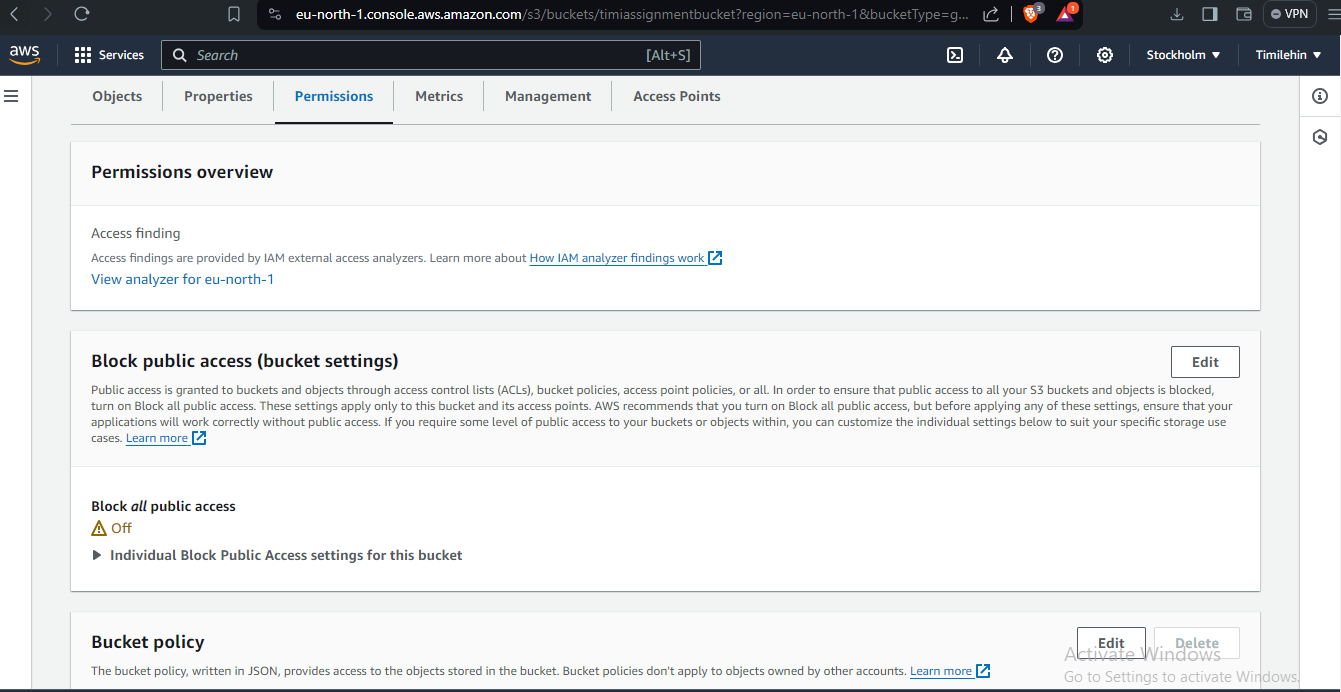 eu-north-1.console.aws.amazon.com/s3/buckets/timiassignmentbucket?region=eu-north-1&bucketType=g... 3 1 VPN
aws Services Search [Alt+S] Stockholm ▼ Timilehin ▼
Objects Properties Permissions Metrics Management Access Points
Permissions overview
Access finding
Access findings are provided by IAM external access analyzers. Learn more about How IAM analyzer findings work
View analyzer for eu-north-1
Block public access (bucket settings) Edit
Public access is granted to buckets and objects through access control lists (ACLs), bucket policies, access point policies, or all. In order to ensure that public access to all your S3 buckets and objects is blocked,
turn on Block all public access. These settings apply only to this bucket and its access points. AWS recommends that you turn on Block all public access, but before applying any of these settings, ensure that your
applications will work correctly without public access. If you require some level of public access to your buckets or objects within, you can customize the individual settings below to suit your specific storage use
cases. Learn more
Block all public access
Off
Individual Block Public Access settings for this bucket
Bucket policy Edit Delete
Activate Windows
The bucket policy, written in JSON, provides access to the objects stored in the bucket. Bucket policies don't apply to objects owned by other accounts. Learn more
Go to Settings to activate Windows.